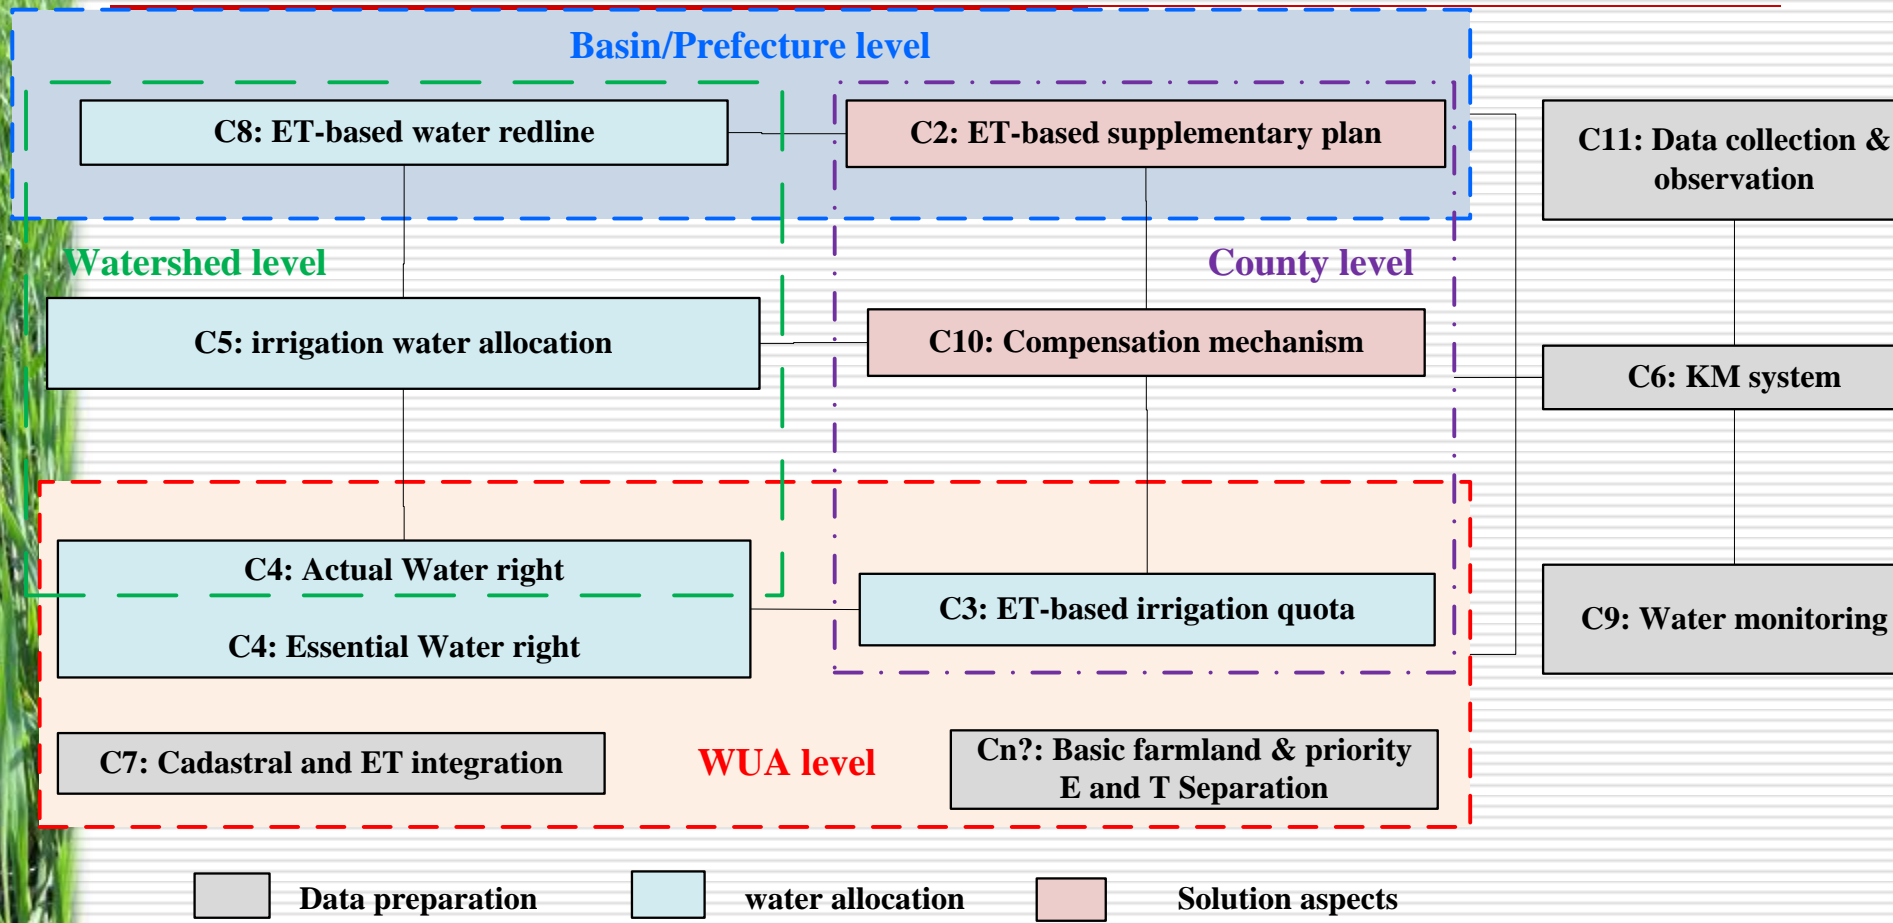 Basin/Prefecture level
C8: ET-based water redline
C2: ET-based supplementary plan
C11: Data collection &
observation
Watershed level
County level
C5: irrigation water allocation
C10: Compensation mechanism
C6: KM system
C4: Actual Water right
C4: Essential Water right
C3: ET-based irrigation quota
C9: Water monitoring
C7: Cadastral and ET integration
WUA level
Cn?: Basic farmland & priority
E and T Separation
Data preparation
water allocation
Solution aspects